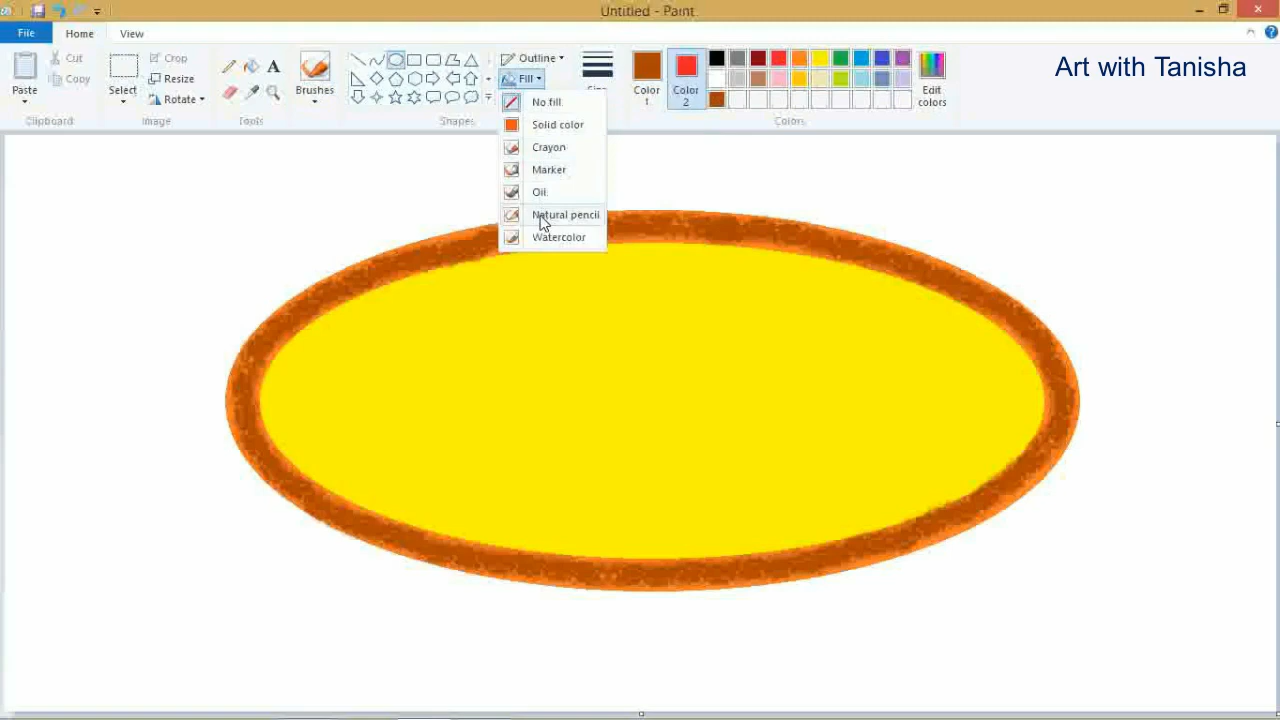 Untitled - Paint
File
Home
View
Paste
Cut
Copy
Clipboard
Select
Crop
Resize
Rotate
Image
A
Tools
Brushes
Shapes
Outline
Fill
No fill
Solid color
Crayon
Marker
Oil
Natural pencil
Watercolor
Color 1
Color 2
Edit colors
Colors
Art with Tanisha